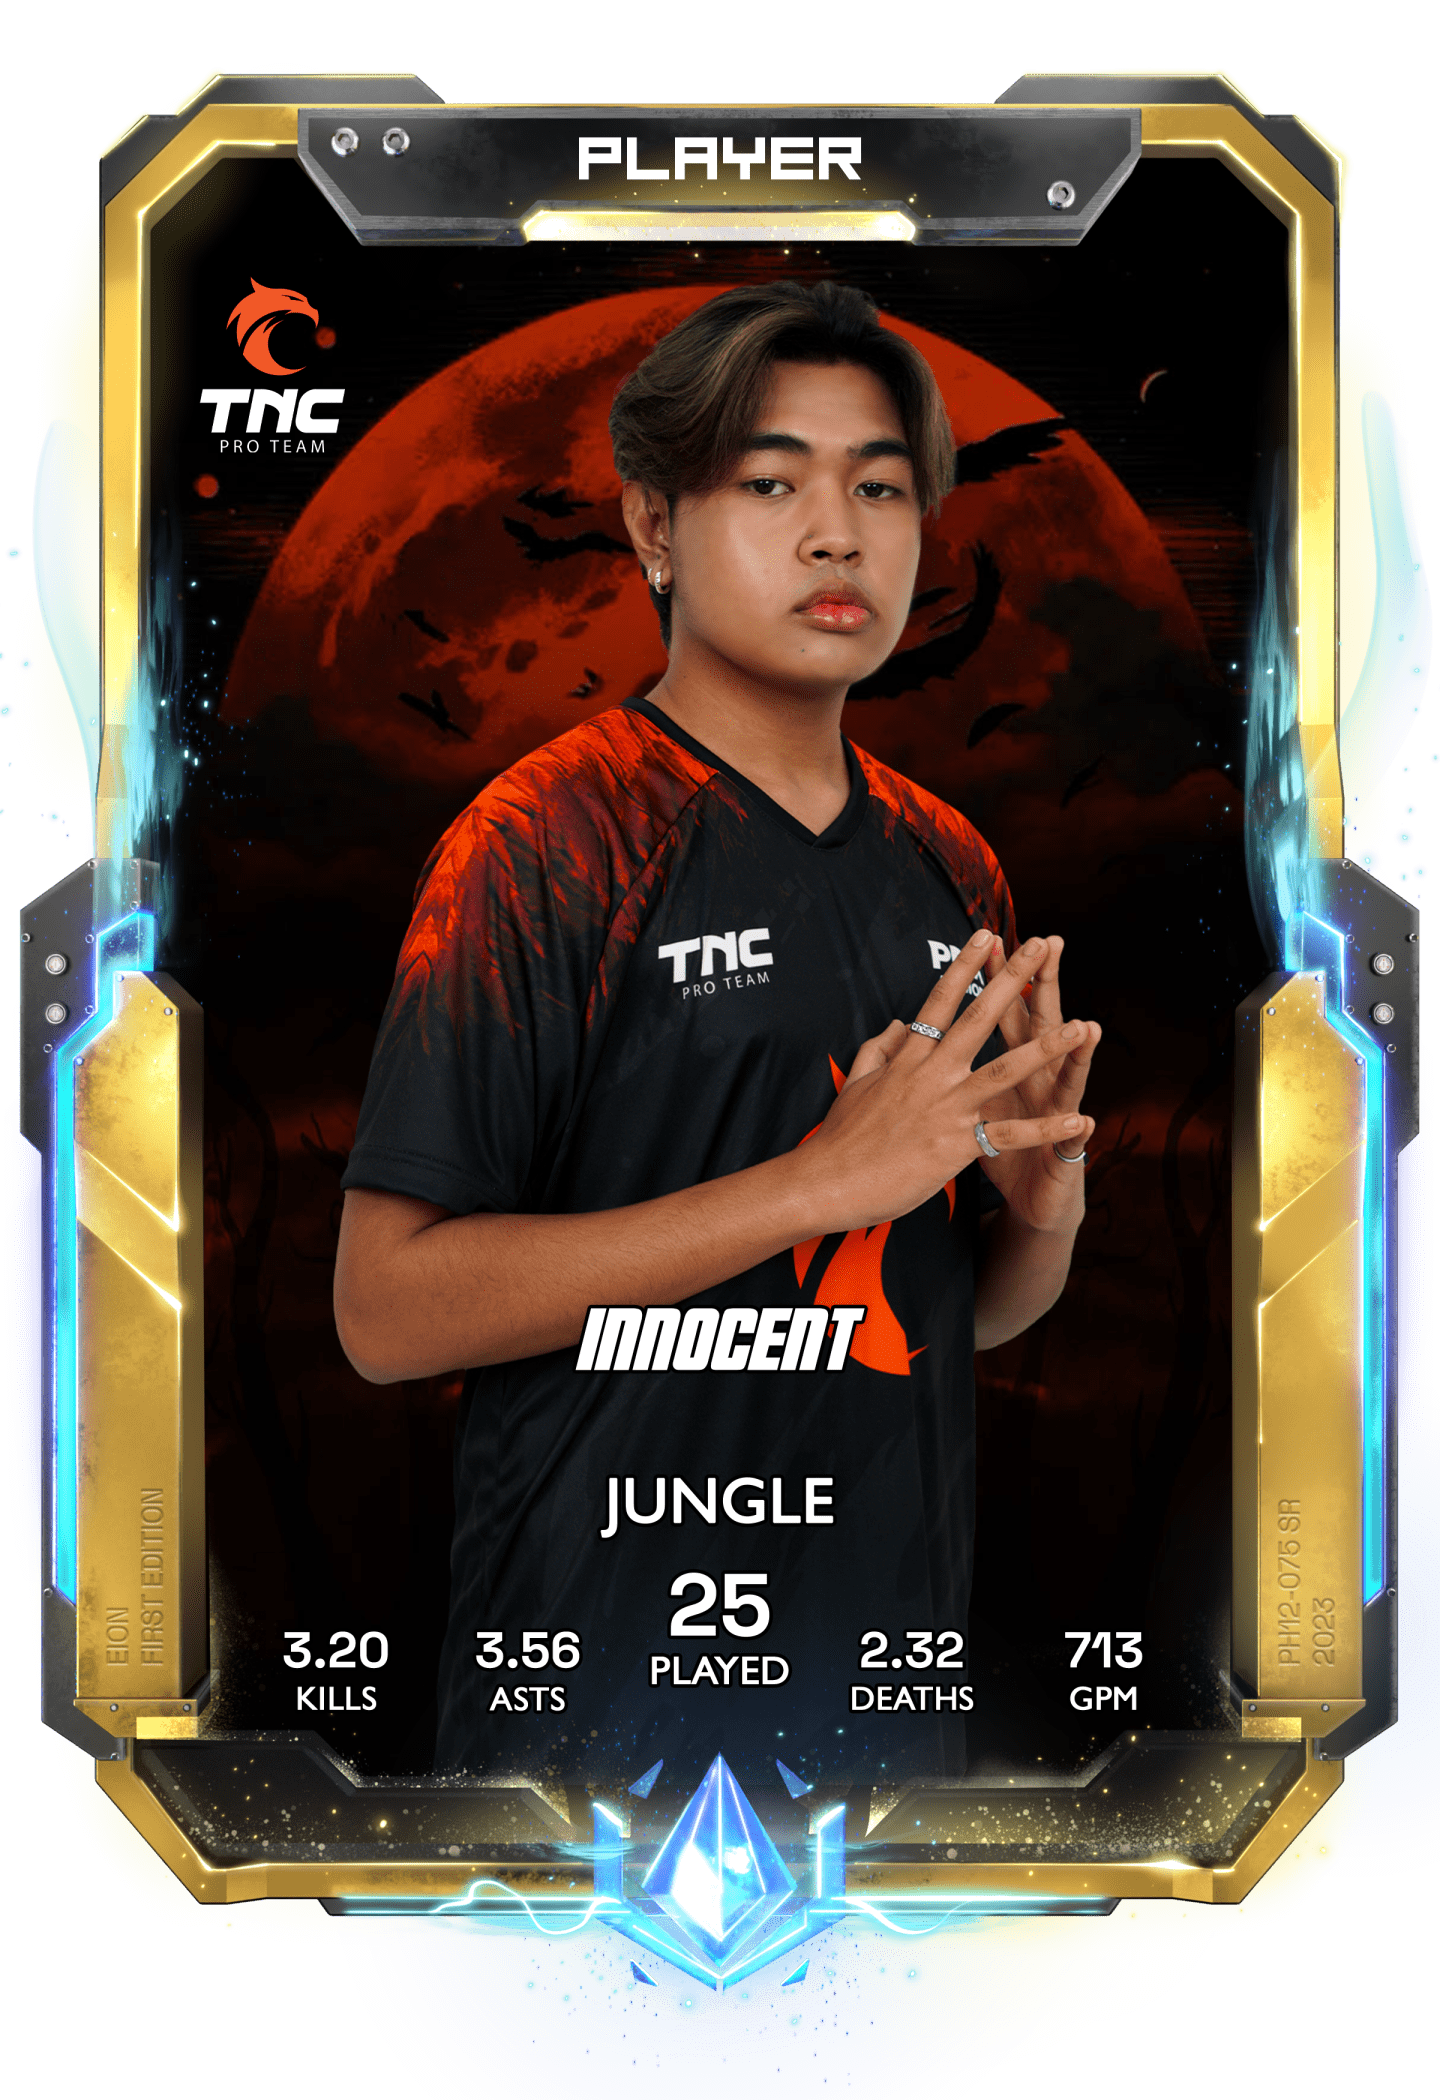 PLAYER
TNC
PRO TEAM
TNC
PRO TEAM
INNOCENT
JUNGLE
25
PLAYED
3.20
KILLS
3.56
ASTS
2.32
DEATHS
713
GPM
EION
FIRST EDITION
PH12-075 SR
2023